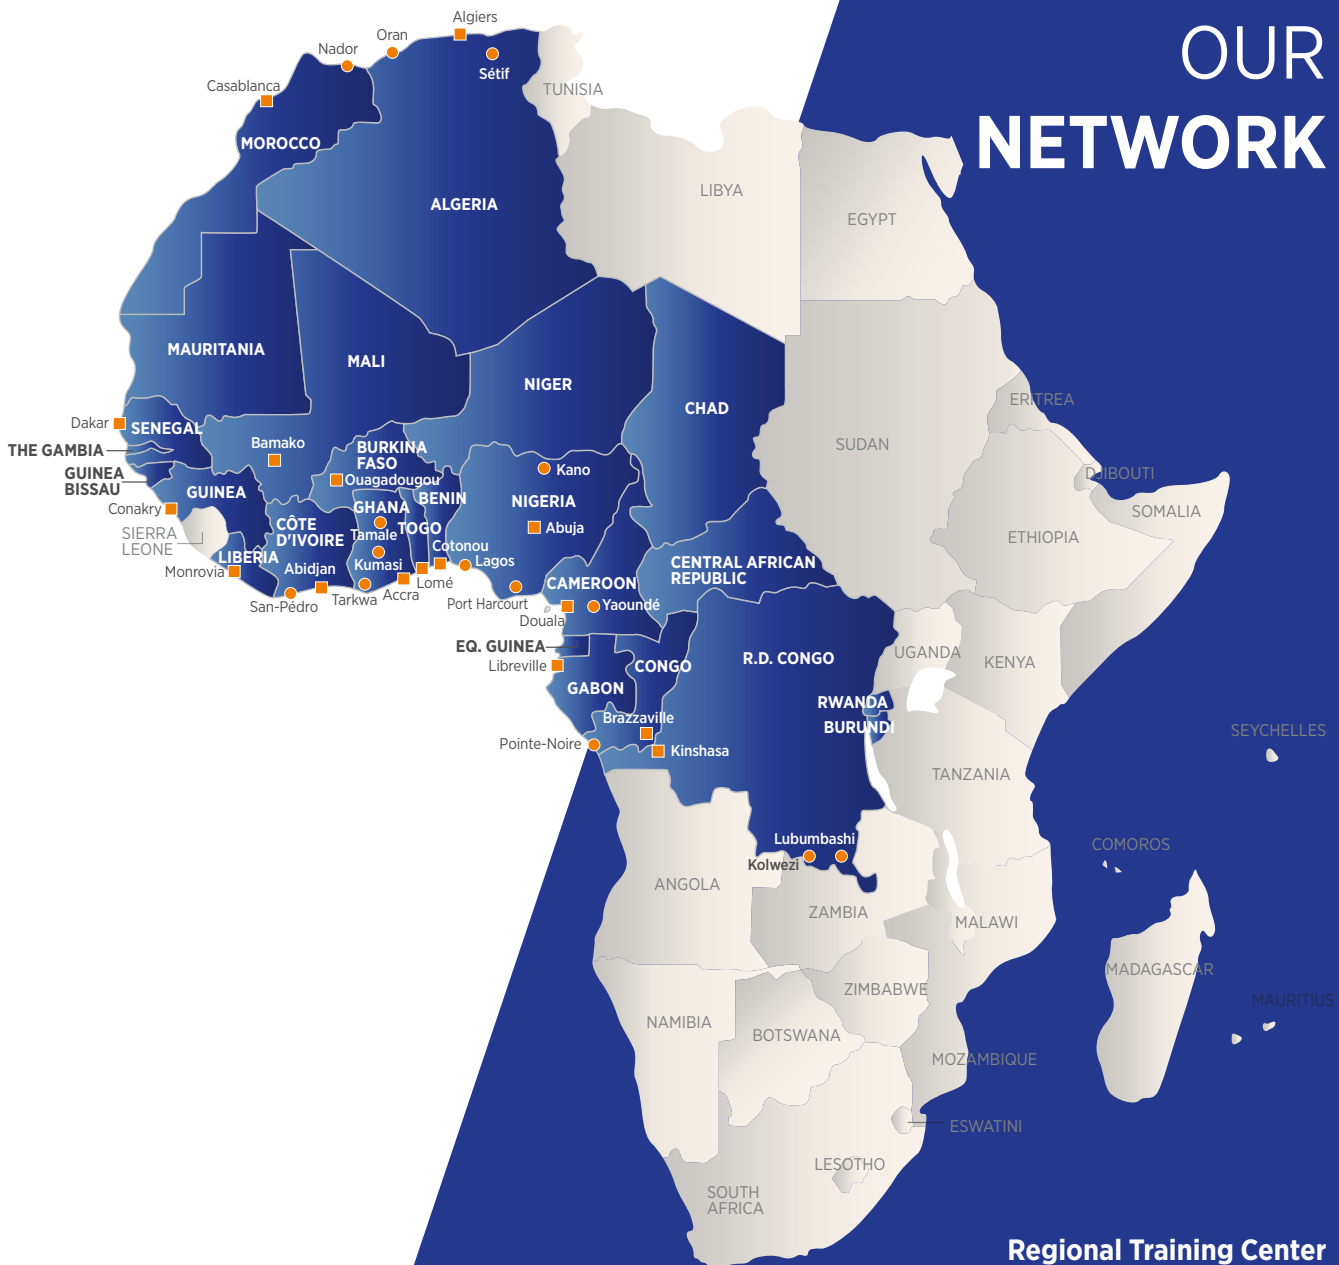 OUR
NETWORK
Algiers
Oran
Nador
Sétif
Casablanca
TUNISIA
MOROCCO
LIBYA
ALGERIA
EGYPT
MAURITANIA
MALI
NIGER
CHAD
ERITREA
Dakar
SENEGAL
THE GAMBIA
Bamako
BURKINA
FASO
SUDAN
GUINEA
BISSAU
Kano
DJIBOUTI
Ouagadougou
GUINEA
BENIN
NIGERIA
Conakry
GHANA
SOMALIA
CÔTE
D'IVOIRE
TOGO
Abuja
SIERRA
LEONE
Tamale
ETHIOPIA
Cotonou
LIBERIA
Kumasi
Lagos
CENTRAL AFRICAN
REPUBLIC
Monrovia
Abidjan
Lomé
CAMEROON
San-Pédro
Tarkwa
Accra
Port Harcourt
Yaoundé
Douala
EQ. GUINEA
R.D. CONGO
UGANDA
KENYA
Libreville
CONGO
GABON
RWANDA
Brazzaville
BURUNDI
SEYCHELLES
Pointe-Noire
Kinshasa
TANZANIA
Lubumbashi
Kolwezi
COMOROS
ANGOLA
ZAMBIA
MALAWI
MADAGASCAR
ZIMBABWE
MAURITIUS
NAMIBIA
BOTSWANA
MOZAMBIQUE
ESWATINI
LESOTHO
SOUTH
AFRICA
Regional Training Center